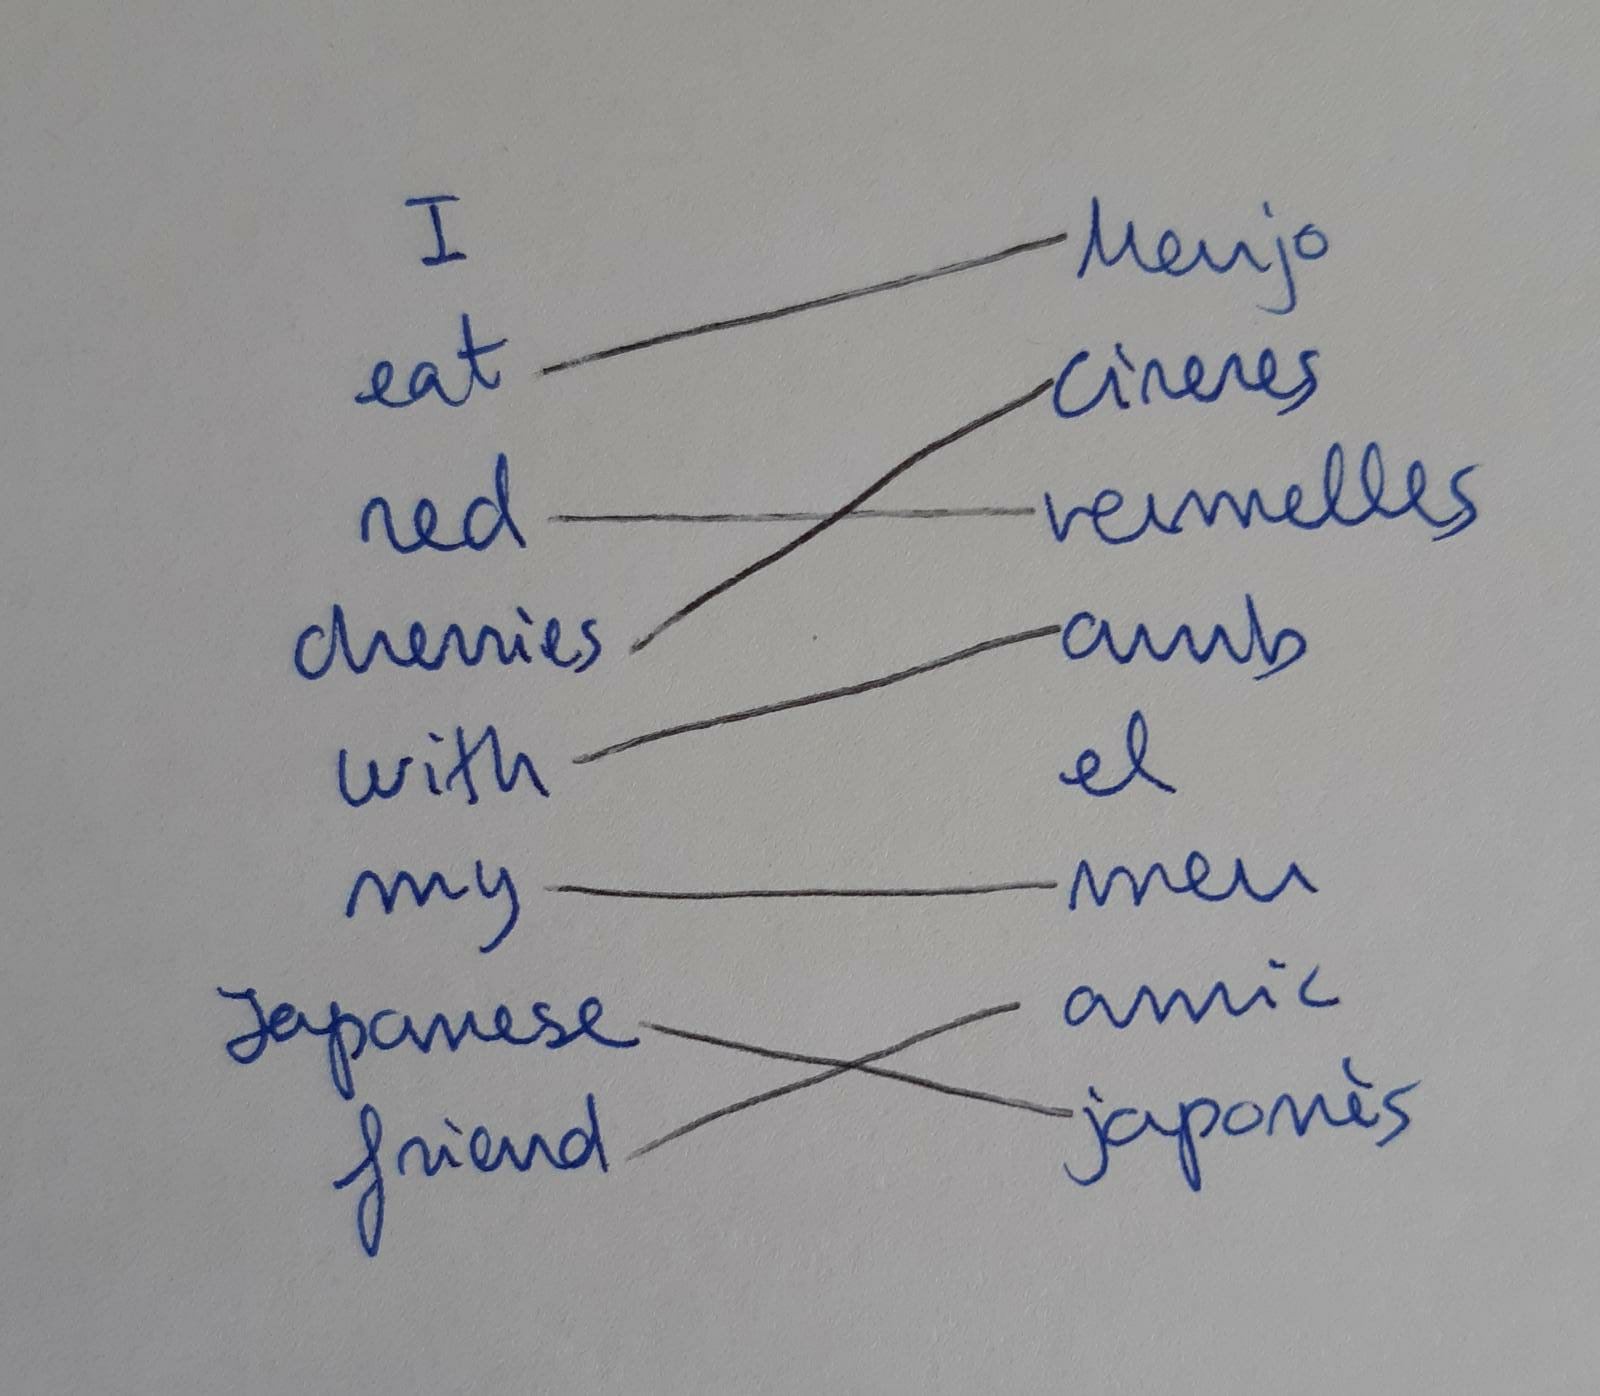 I
eat
red
cherries
with
my
Japanese
friend
Menjo
cireres
vermelles
amb
el
meu
amic
japonès